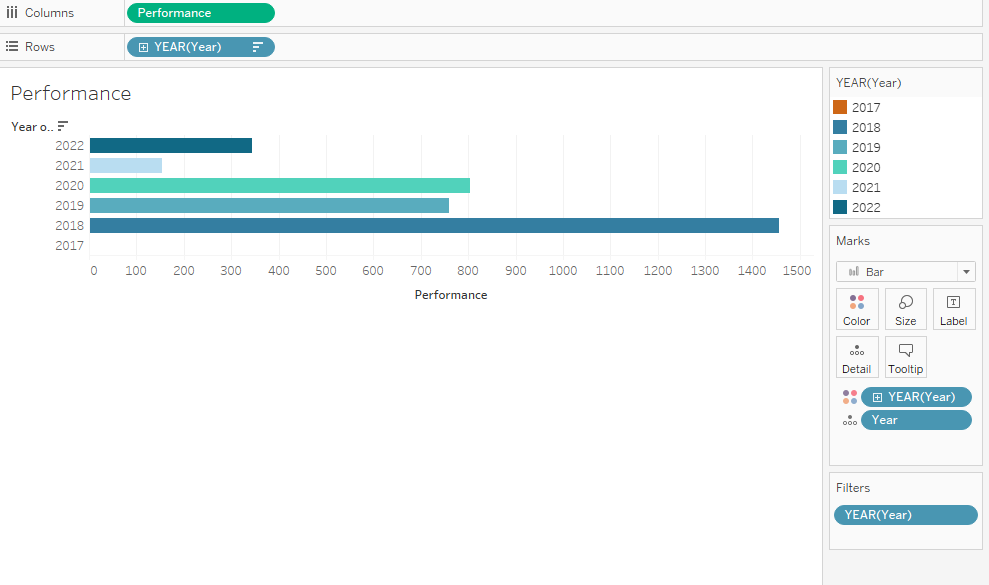 Columns
Performance
Rows
YEAR(Year)
Performance
Year o..
2022
2021
2020
2019
2018
2017
0 100 200 300 400 500 600 700 800 900 1000 1100 1200 1300 1400 1500
Performance
YEAR(Year)
2017
2018
2019
2020
2021
2022
Marks
Bar
Color Size Label
Detail Tooltip
YEAR(Year)
Year
Filters
YEAR(Year)